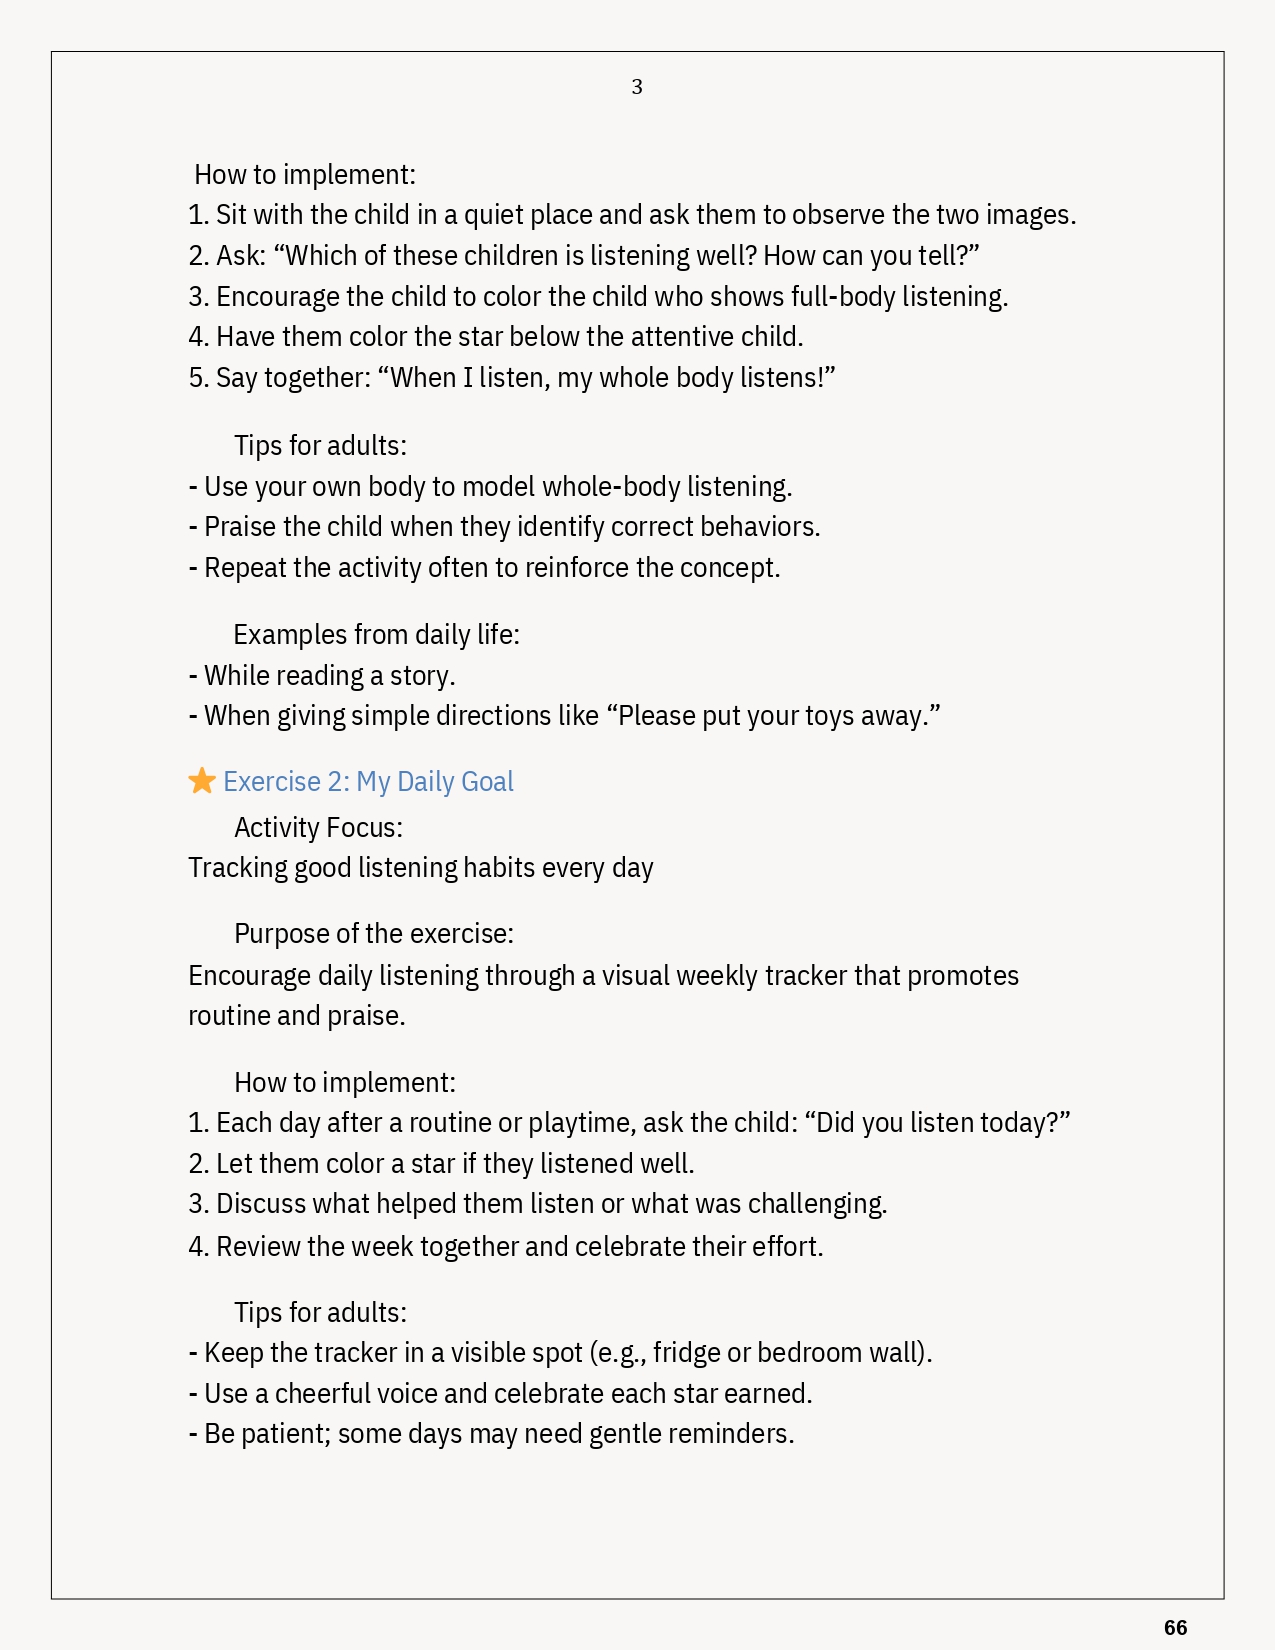 3
How to implement:
1. Sit with the child in a quiet place and ask them to observe the two images.
2. Ask: “Which of these children is listening well? How can you tell?”
3. Encourage the child to color the child who shows full-body listening.
4. Have them color the star below the attentive child.
5. Say together: “When I listen, my whole body listens!”
Tips for adults:
- Use your own body to model whole-body listening.
- Praise the child when they identify correct behaviors.
- Repeat the activity often to reinforce the concept.
Examples from daily life:
- While reading a story.
- When giving simple directions like “Please put your toys away.”
Exercise 2: My Daily Goal
Activity Focus:
Tracking good listening habits every day
Purpose of the exercise:
Encourage daily listening through a visual weekly tracker that promotes
routine and praise.
How to implement:
1. Each day after a routine or playtime, ask the child: “Did you listen today?”
2. Let them color a star if they listened well.
3. Discuss what helped them listen or what was challenging.
4. Review the week together and celebrate their effort.
Tips for adults:
- Keep the tracker in a visible spot (e.g., fridge or bedroom wall).
- Use a cheerful voice and celebrate each star earned.
- Be patient; some days may need gentle reminders.
66